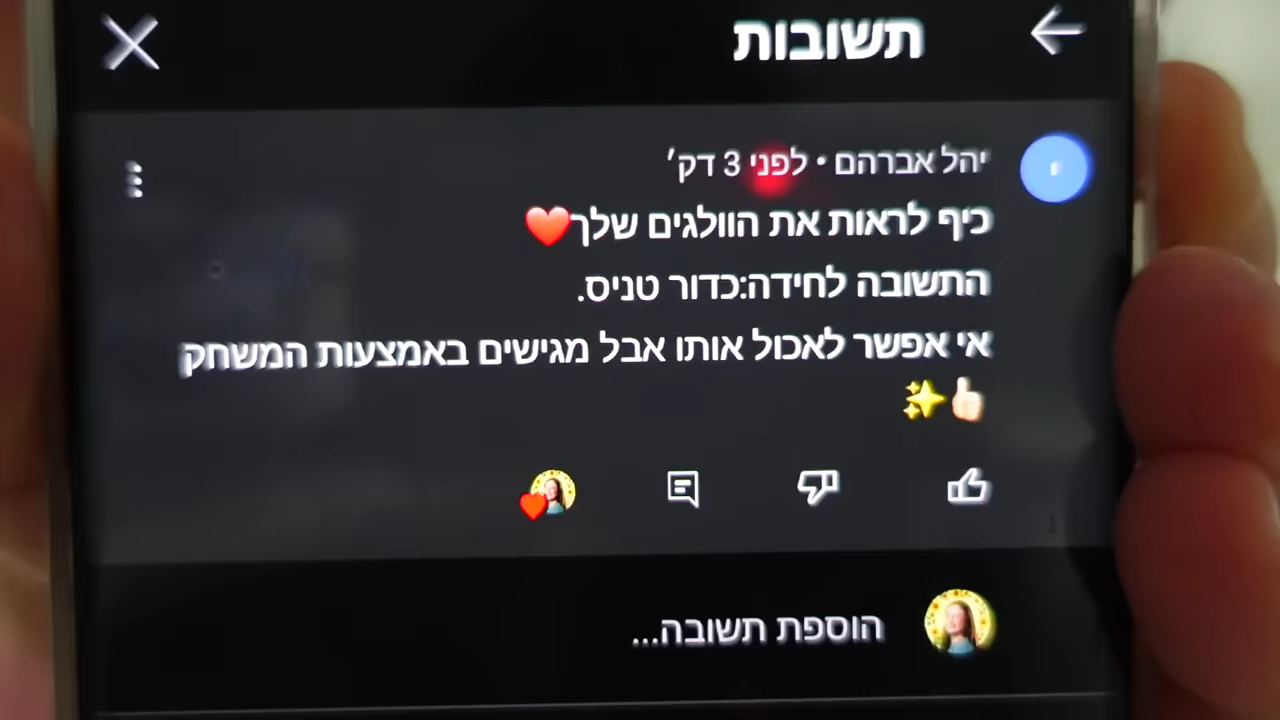 תשובות
יהל אברהם • לפני 3 דק׳
כיף לראות את הוולגים שלך❤️
התשובה לחידה:כדור טניס.
אי אפשר לאכול אותו אבל מגישים באמצעות המשחק
👍🏻✨
הוספת תשובה...